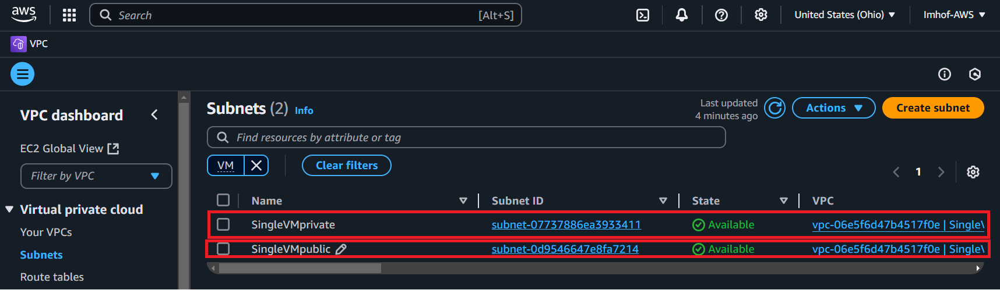 aws
Search [Alt+S]
United States (Ohio)
Imhof-AWS
VPC
VPC dashboard
EC2 Global View
Filter by VPC
Virtual private cloud
Your VPCs
Subnets
Route tables
Subnets (2) Info
Last updated
4 minutes ago
Actions
Create subnet
Find resources by attribute or tag
VM
Clear filters
1
Name Subnet ID State VPC
SingleVMprivate subnet-07737886ea3933411 Available vpc-06e5f6d47b4517f0e | Single
SingleVMpublic subnet-0d9546647e8fa7214 Available vpc-06e5f6d47b4517f0e | Single